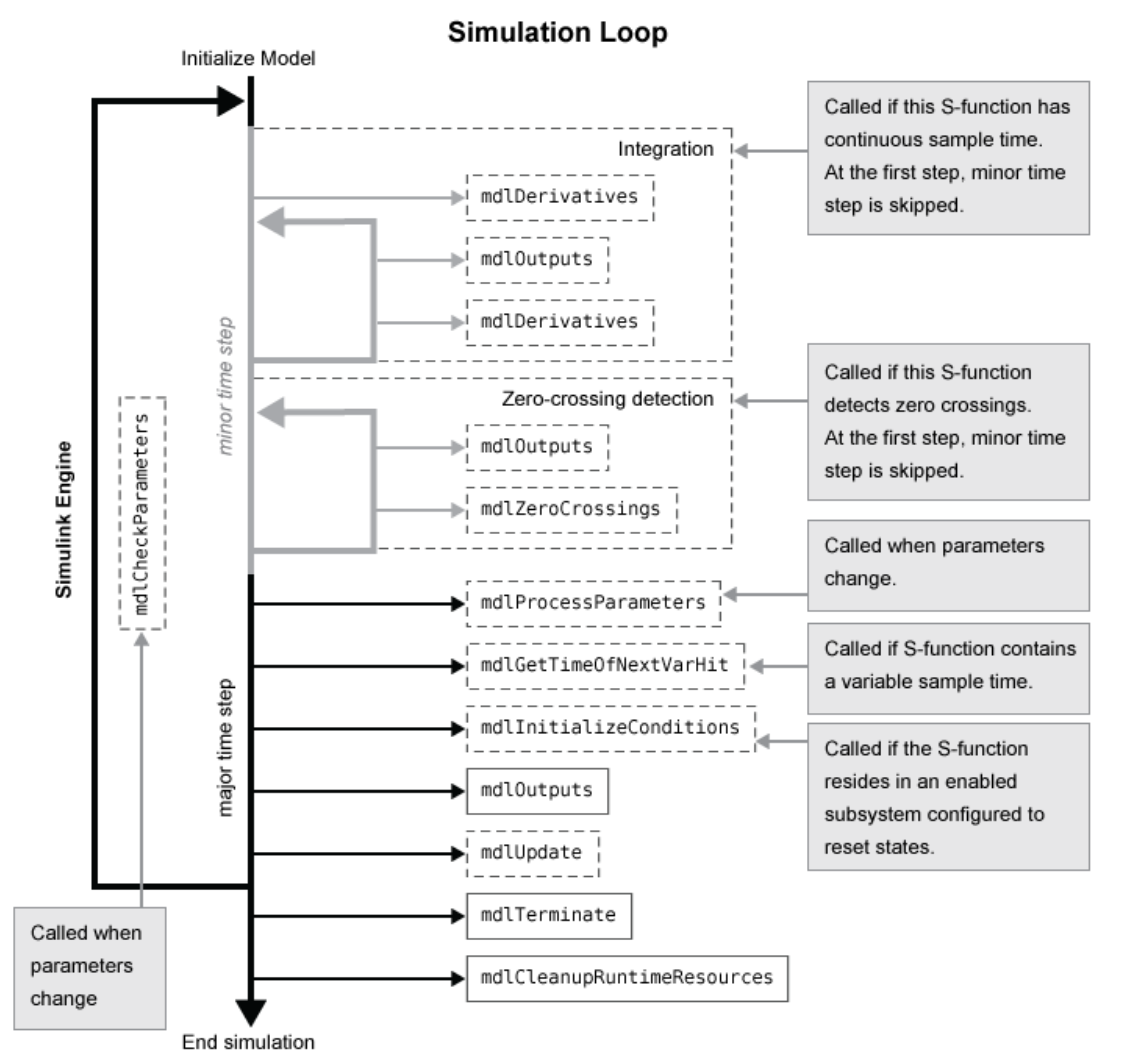 Simulation Loop
Initialize Model
Called if this S-function has
continuous sample time.
At the first step, minor time
step is skipped.
Integration
mdlDerivatives
mdlOutputs
mdlDerivatives
minor time step
Called if this S-function
detects zero crossings.
At the first step, minor time
step is skipped.
Zero-crossing detection
mdlOutputs
mdlZeroCrossings
Simulink Engine
mdlCheckParameters
Called when parameters
change.
mdlProcessParameters
Called if S-function contains
a variable sample time.
mdlGetTimeOfNextVarHit
major time step
mdlInitializeConditions
Called if the S-function
resides in an enabled
subsystem configured to
reset states.
mdlOutputs
mdlUpdate
mdlTerminate
Called when
parameters
change
mdlCleanupRuntimeResources
End simulation